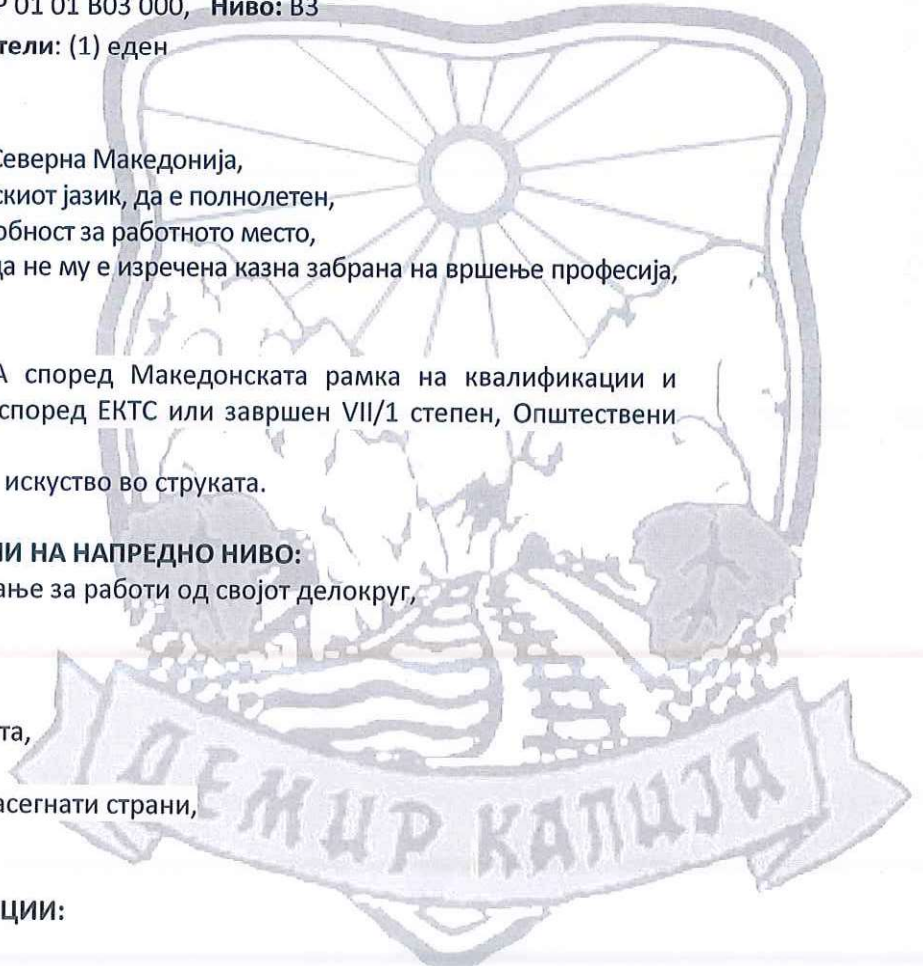 Р 01 01 В03 000, Ниво: В3
тели: (1) еден
Северна Македонија,
скиот јазик, да е полнолетен,
обност за работното место,
да не му е изречена казна забрана на вршење професија,
А според Македонската рамка на квалификации и
според ЕКТС или завршен VII/1 степен, Општествени
искуство во струката.
И НА НАПРЕДНО НИВО:
ање за работи од својот делокруг,
та,
асегнати страни,
ДЕМИР КАПИЈА
ЦИИ: